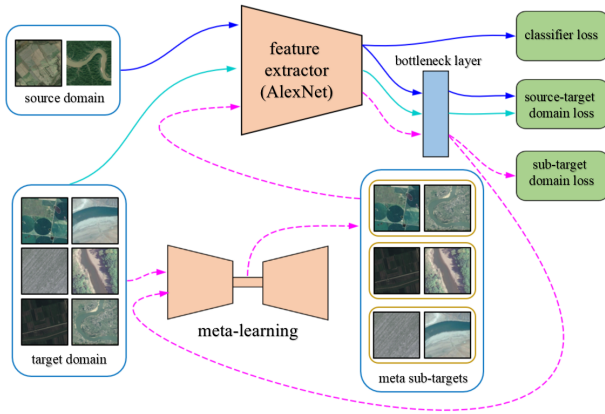 source domain
feature
extractor
(AlexNet)
bottleneck layer
classifier loss
source-target
domain loss
sub-target
domain loss
target domain
meta-learning
meta sub-targets